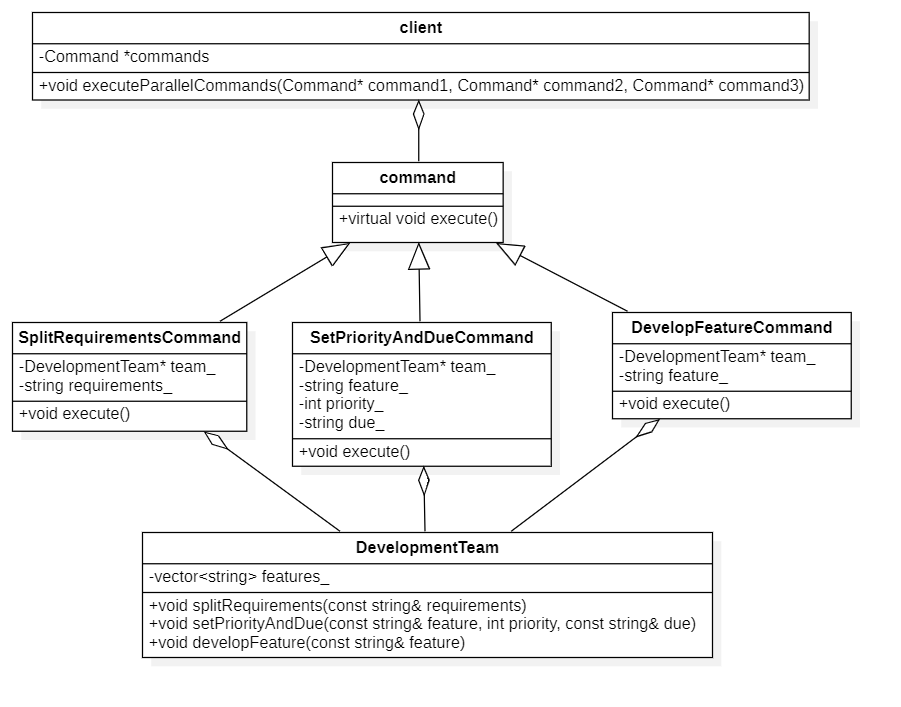 client
-Command *commands
+void executeParallelCommands(Command* command1, Command* command2, Command* command3)
command
+virtual void execute()
SplitRequirementsCommand
-DevelopmentTeam* team_
-string requirements_
+void execute()
SetPriorityAndDueCommand
-DevelopmentTeam* team_
-string feature_
-int priority_
-string due_
+void execute()
DevelopFeatureCommand
-DevelopmentTeam* team_
-string feature_
+void execute()
DevelopmentTeam
-vector<string> features_
+void splitRequirements(const string& requirements)
+void setPriorityAndDue(const string& feature, int priority, const string& due)
+void developFeature(const string& feature)